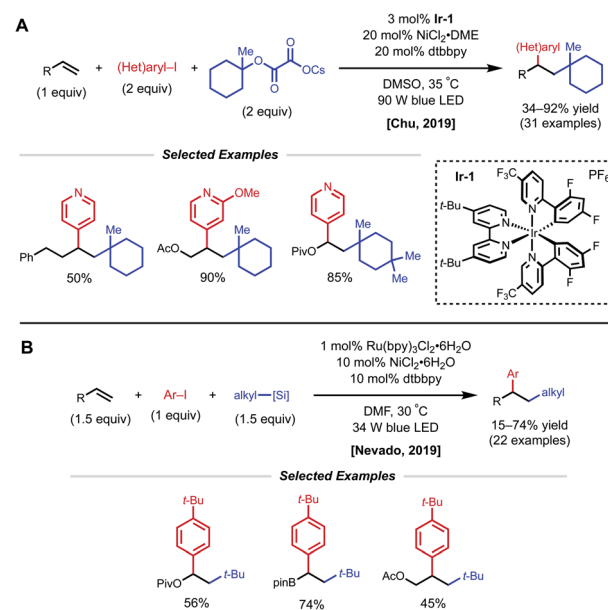 A
3 mol% Ir-1
20 mol% NiCl2•DME
20 mol% dtbbpy
DMSO, 35 °C
90 W blue LED
[Chu, 2019]
R
(1 equiv)
+
(Het)aryl–I
(2 equiv)
+
Me
O
O
O
OCs
(2 equiv)
(Het)aryl
Me
R
34–92% yield
(31 examples)
Selected Examples
N
Me
Ph
50%
N
OMe
Me
AcO
90%
N
Me
OPiv
Me
Me
85%
Ir-1
PF6
F3C
F
t-Bu
N
F
N
Ir
N
N
F
t-Bu
F3C
F
B
1 mol% Ru(bpy)3Cl2•6H2O
10 mol% NiCl2•6H2O
10 mol% dtbbpy
DMF, 30 °C
34 W blue LED
[Nevado, 2019]
R
(1.5 equiv)
+
Ar–I
(1 equiv)
+
alkyl–[Si]
(1.5 equiv)
Ar
R
alkyl
15–74% yield
(22 examples)
Selected Examples
t-Bu
PivO
t-Bu
56%
t-Bu
pinB
t-Bu
74%
t-Bu
AcO
t-Bu
45%